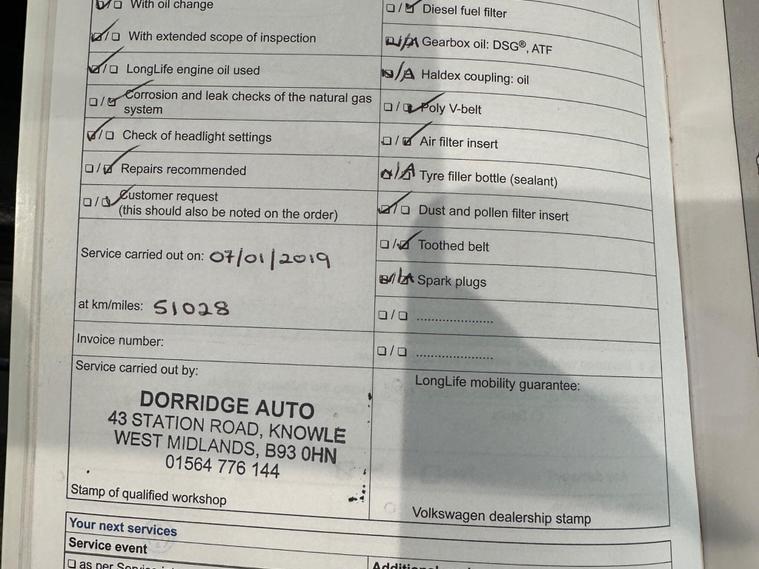 ☑/☐ With oil change
☑/☐ With extended scope of inspection
☑/☐ LongLife engine oil used
☐/☑ Corrosion and leak checks of the natural gas
system
☑/☐ Check of headlight settings
☐/☑ Repairs recommended
☐/☑ Customer request
(this should also be noted on the order)
Service carried out on: 07/01/2019
at km/miles: 51028
Invoice number:
Service carried out by:
DORRIDGE AUTO
43 STATION ROAD, KNOWLE
WEST MIDLANDS, B93 0HN
01564 776 144
Stamp of qualified workshop
☐/☑ Diesel fuel filter
N/A Gearbox oil: DSG®, ATF
N/A Haldex coupling: oil
☐/☑ Poly V-belt
☐/☑ Air filter insert
N/A Tyre filler bottle (sealant)
☑/☐ Dust and pollen filter insert
☐/☑ Toothed belt
N/A Spark plugs
☐/☐ ......................
☐/☐ ......................
LongLife mobility guarantee:
Volkswagen dealership stamp
Your next services
Service event
☐ as per Service